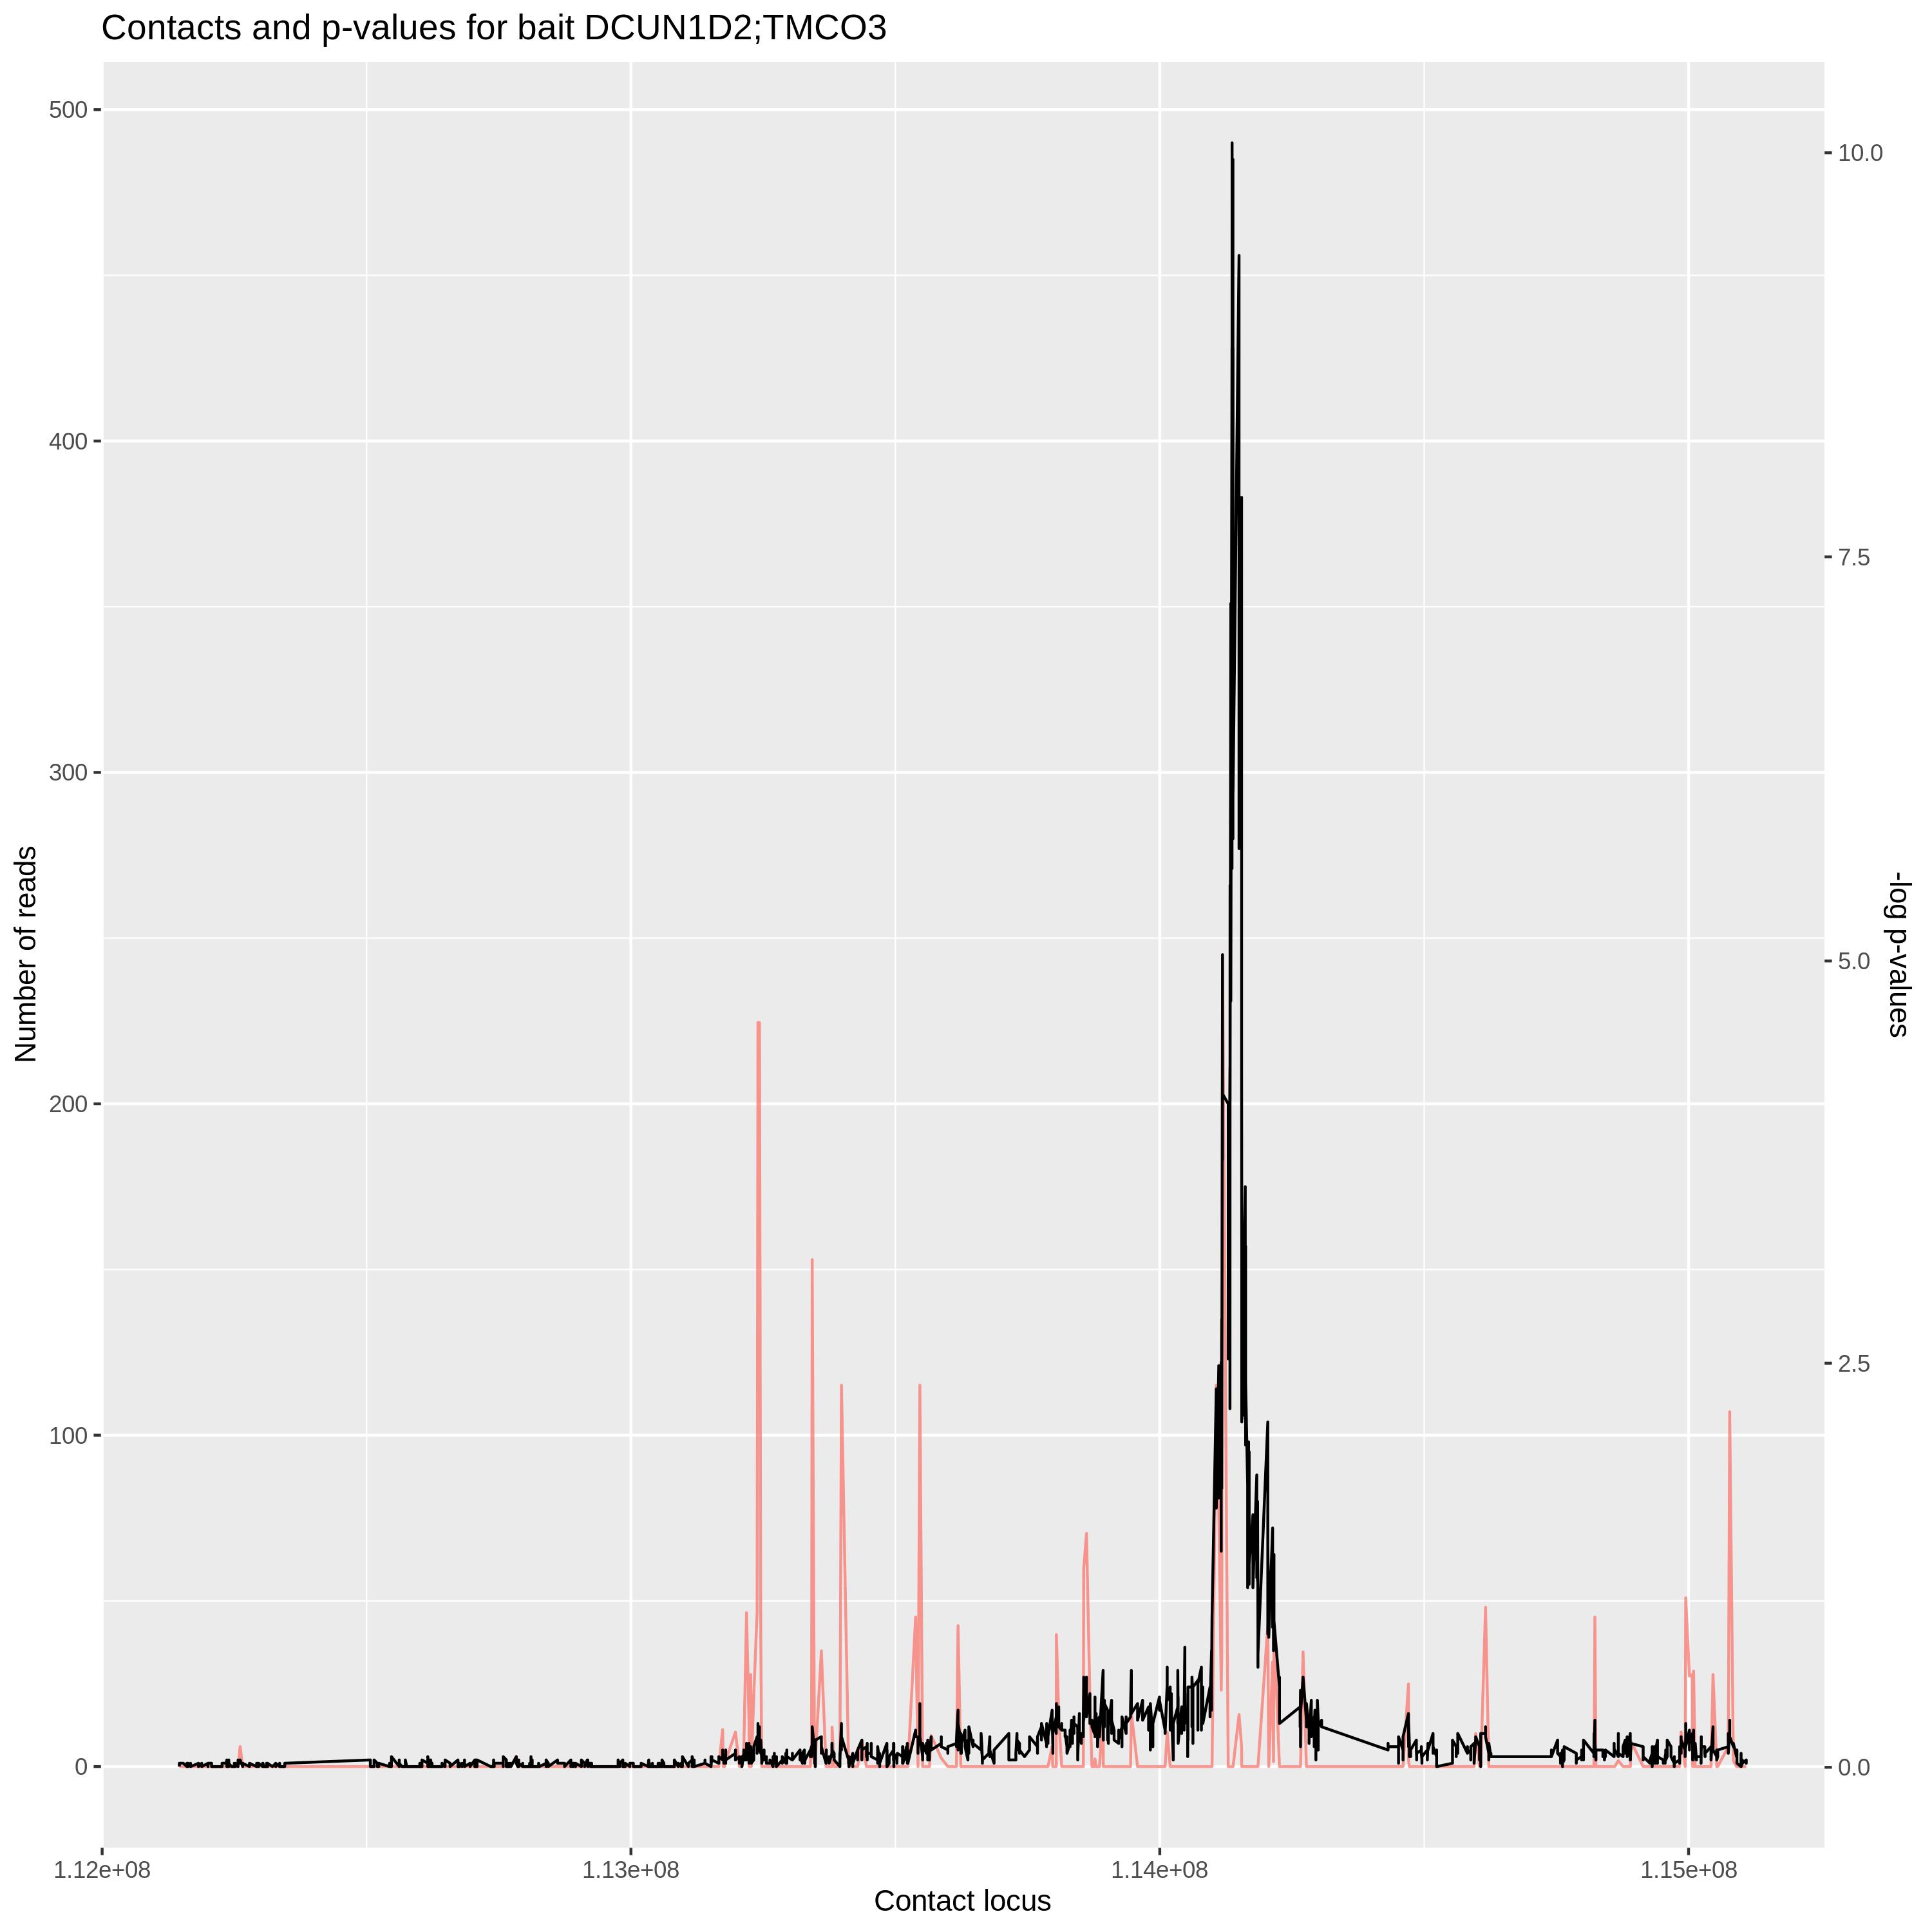 Contacts and p-values for bait DCUN1D2;TMCO3
500
400
300
200
100
0
Number of reads
10.0
7.5
5.0
2.5
0.0
-log p-values
1.12e+08
1.13e+08
1.14e+08
1.15e+08
Contact locus